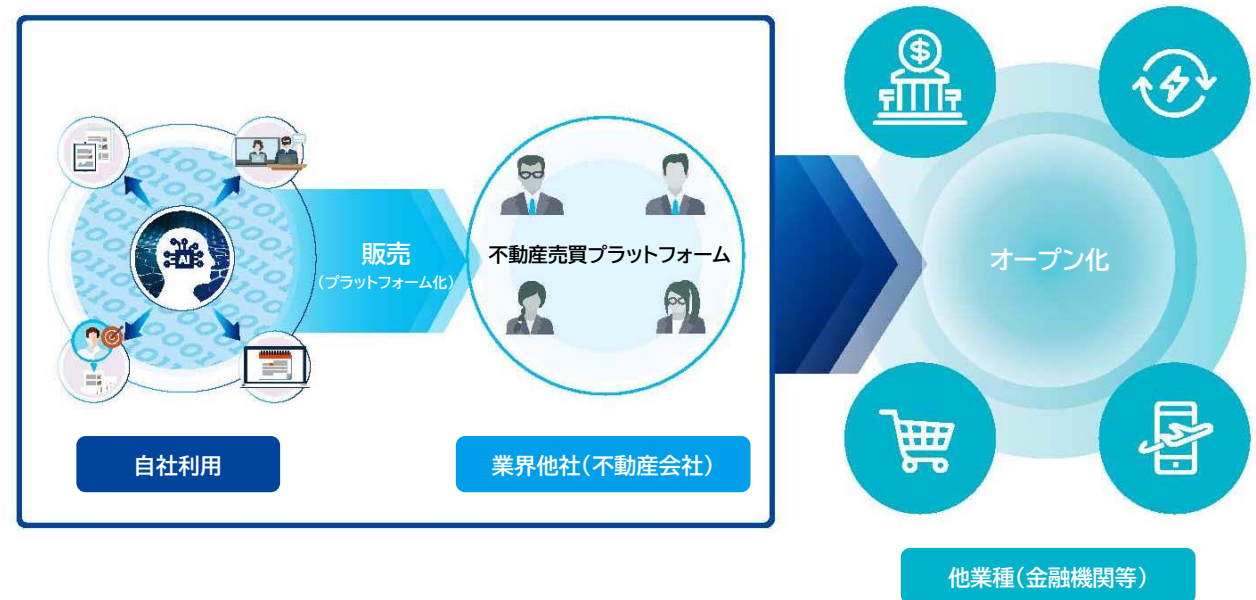 AI
販売
(プラットフォーム化)
不動産売買プラットフォーム
自社利用
業界他社(不動産会社)
$
オープン化
他業種(金融機関等)